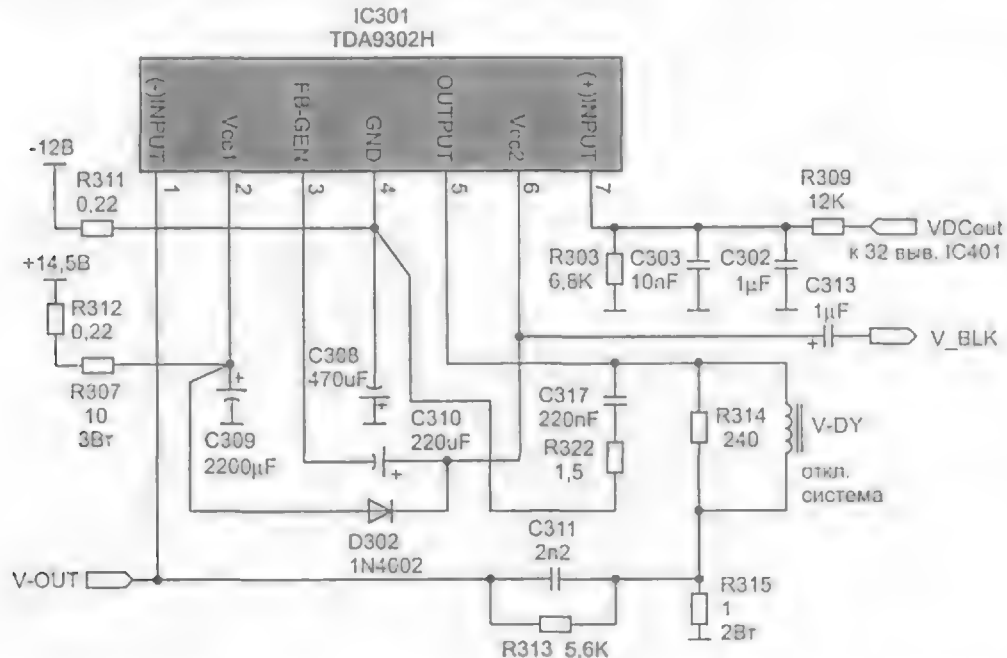 IC301
TDA9302H
(-)INPUT
Vcc1
FB-GEN
GND
OUTPUT
Vcc2
(+)INPUT
1
2
3
4
5
6
7
-12В
R311
0,22
+14,5В
R312
0,22
R307
10
3Вт
C309
2200µF
C308
470uF
C310
220uF
D302
1N4002
R309
12K
VDCout
к 32 выв. IC401
R303
6,8K
C303
10nF
C302
1µF
C313
1µF
+
V_BLK
C317
220nF
R322
1,5
R314
240
V-DY
откл.
система
C311
2n2
V-OUT
R313 5,6K
R315
1
2Вт
+
+
+